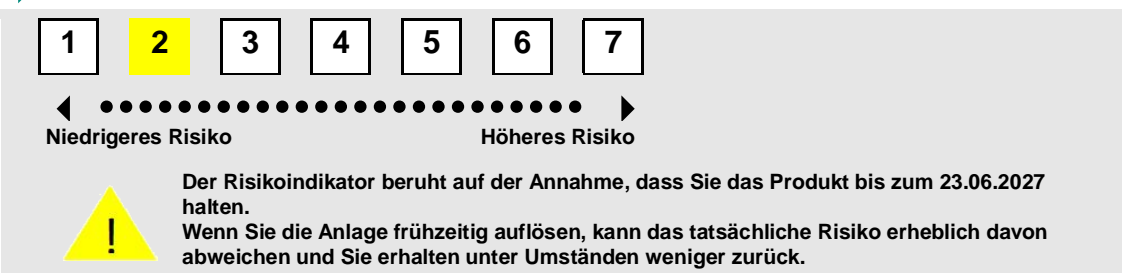 1 2 3 4 5 6 7
Niedrigeres Risiko Höheres Risiko
Der Risikoindikator beruht auf der Annahme, dass Sie das Produkt bis zum 23.06.2027
halten.
! Wenn Sie die Anlage frühzeitig auflösen, kann das tatsächliche Risiko erheblich davon
abweichen und Sie erhalten unter Umständen weniger zurück.